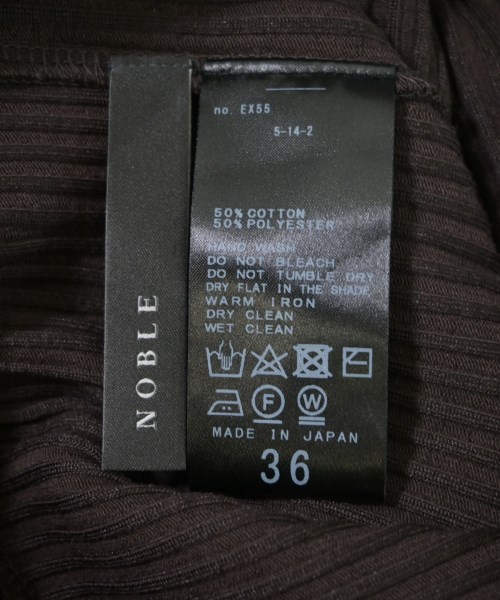 NOBLE
no. EX55
5-14-2
50% COTTON
50% POLYESTER
HAND WASH
DO NOT BLEACH
DO NOT TUMBLE DRY
DRY FLAT IN THE SHADE
WARM IRON
DRY CLEAN
WET CLEAN
F
W
MADE IN JAPAN
36